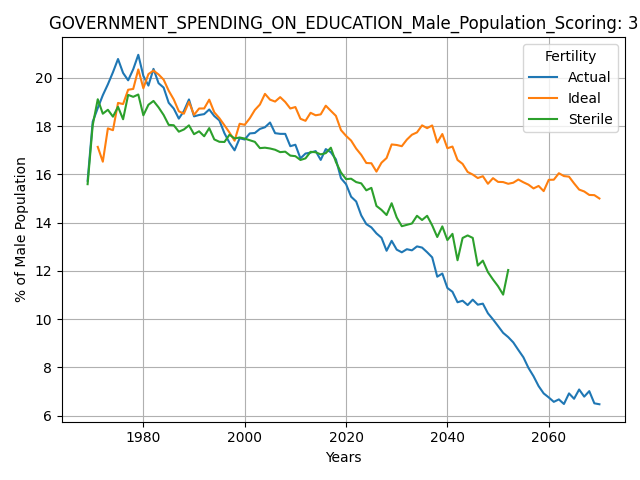 GOVERNMENT_SPENDING_ON_EDUCATION_Male_Population_Scoring: 3
Fertility
Actual
Ideal
Sterile
% of Male Population
20
18
16
14
12
10
8
6
1980 2000 2020 2040 2060
Years